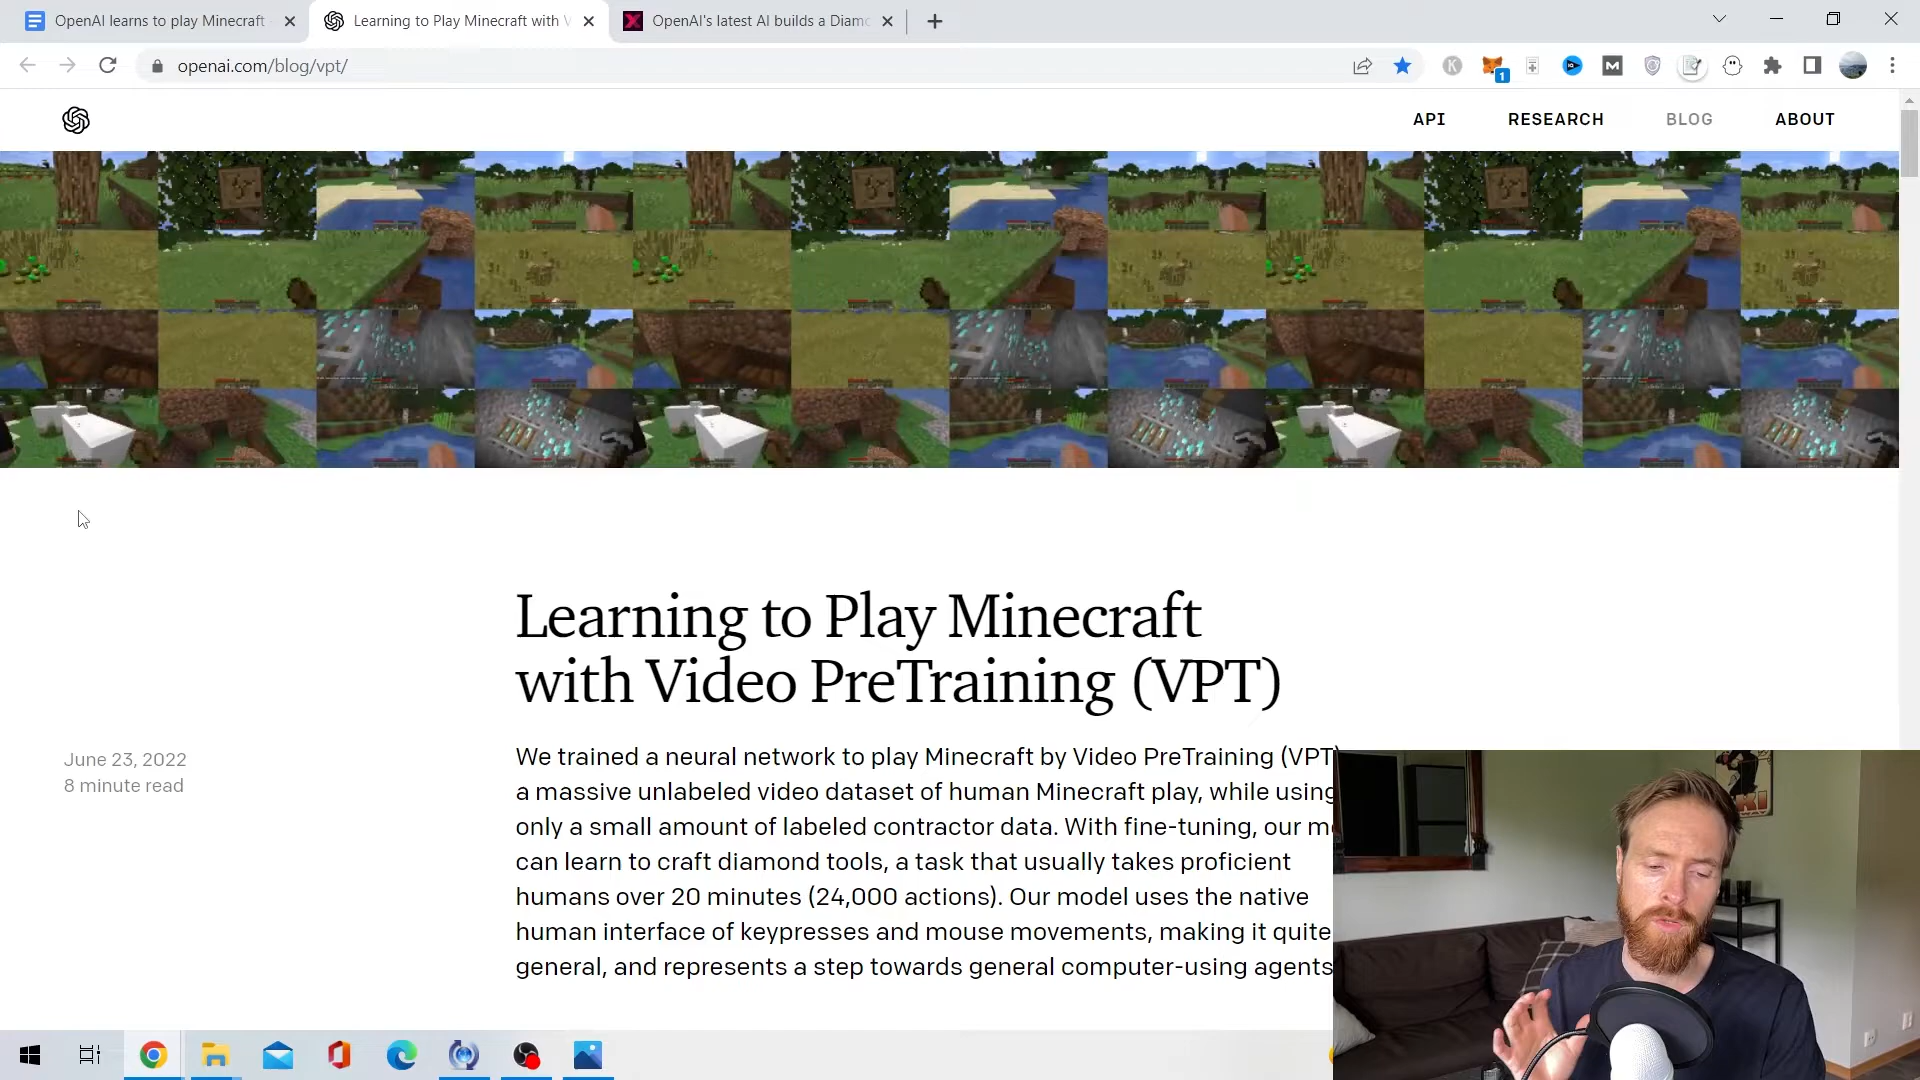 OpenAI learns to play Minecraft
Learning to Play Minecraft with V
OpenAI's latest AI builds a Diamo
openai.com/blog/vpt/
K
1
M
API
RESEARCH
BLOG
ABOUT
Learning to Play Minecraft
with Video PreTraining (VPT)
June 23, 2022
8 minute read
We trained a neural network to play Minecraft by Video PreTraining (VPT)
a massive unlabeled video dataset of human Minecraft play, while using
only a small amount of labeled contractor data. With fine-tuning, our m
can learn to craft diamond tools, a task that usually takes proficient
humans over 20 minutes (24,000 actions). Our model uses the native
human interface of keypresses and mouse movements, making it quite
general, and represents a step towards general computer-using agents